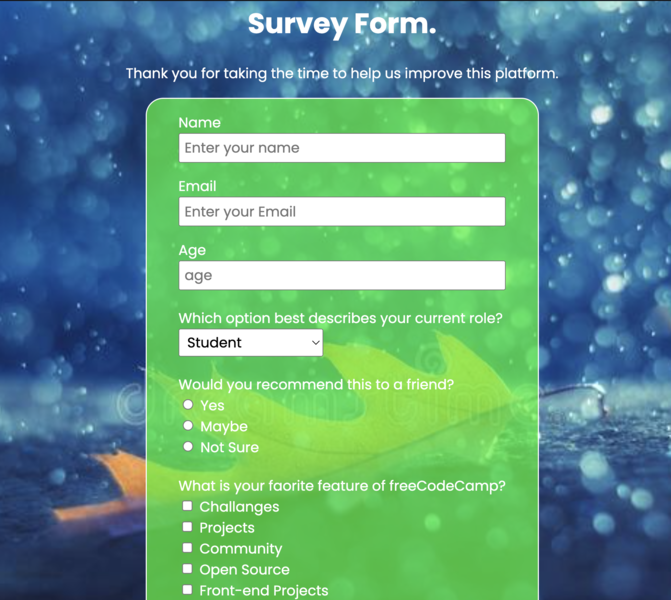 Survey Form.
Thank you for taking the time to help us improve this platform.
Name
Enter your name
Email
Enter your Email
Age
age
Which option best describes your current role?
Student
Would you recommend this to a friend?
Yes
Maybe
Not Sure
What is your faorite feature of freeCodeCamp?
Challanges
Projects
Community
Open Source
Front-end Projects